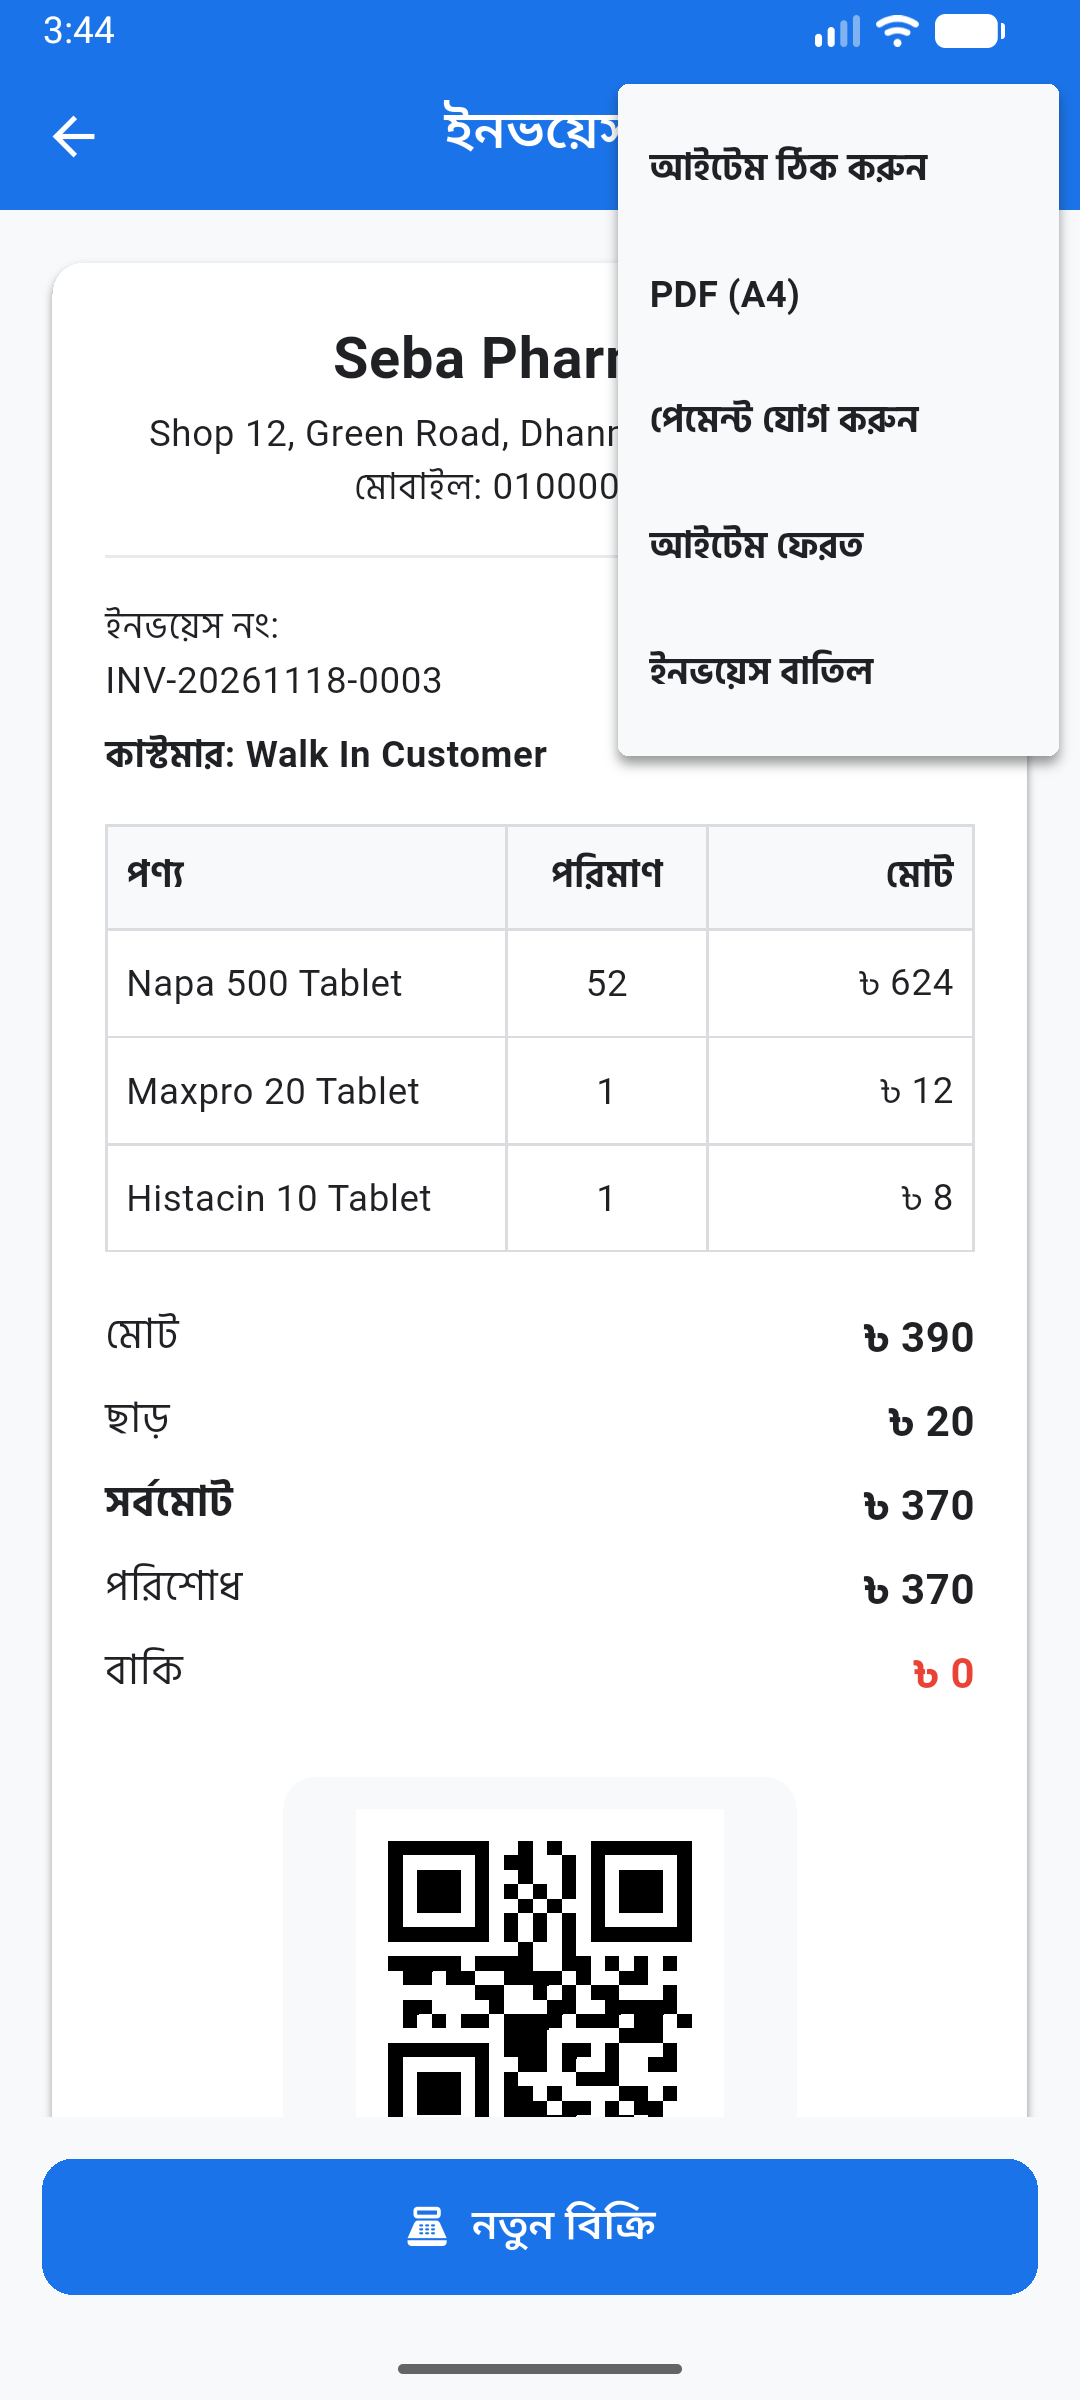 3:44
ইনভয়েস
আইটেম ঠিক করুন
PDF (A4)
পেমেন্ট যোগ করুন
আইটেম ফেরত
ইনভয়েস বাতিল
Seba
Shop 12, Green Road,
মোবাইল: 010000
ইনভয়েস নং:
INV-20261118-0003
কাস্টমার: Walk In Customer
পণ্য পরিমাণ মোট
Napa 500 Tablet 52 ৳ 624
Maxpro 20 Tablet 1 ৳ 12
Histacin 10 Tablet 1 ৳ 8
মোট ৳ 390
ছাড় ৳ 20
সর্বমোট ৳ 370
পরিশোধ ৳ 370
বাকি ৳ 0
নতুন বিক্রি